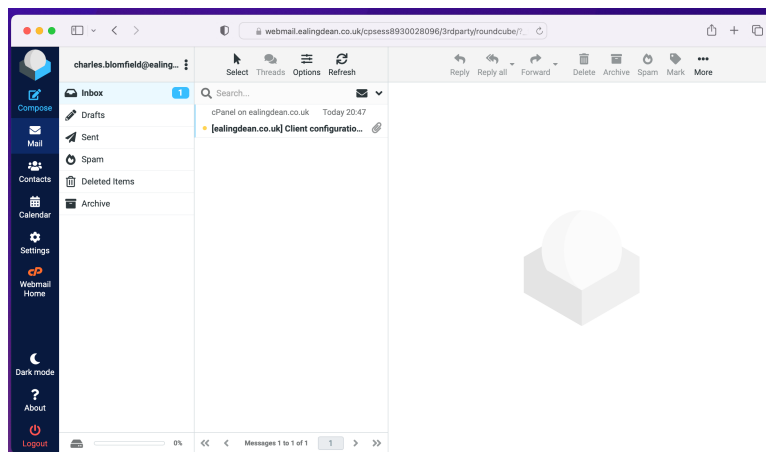 webmail.ealingdean.co.uk/cpsess8930028096/3rdparty/roundcube/?_
charles.blomfield@ealing...
Select Threads Options Refresh
Reply Reply all Forward Delete Archive Spam Mark More
Compose
Mail
Contacts
Calendar
Settings
cP
Webmail
Home
Dark mode
?
About
Logout
Inbox 1
Drafts
Sent
Spam
Deleted Items
Archive
0%
Search...
cPanel on ealingdean.co.uk Today 20:47
[ealingdean.co.uk] Client configuratio...
Messages 1 to 1 of 1 1